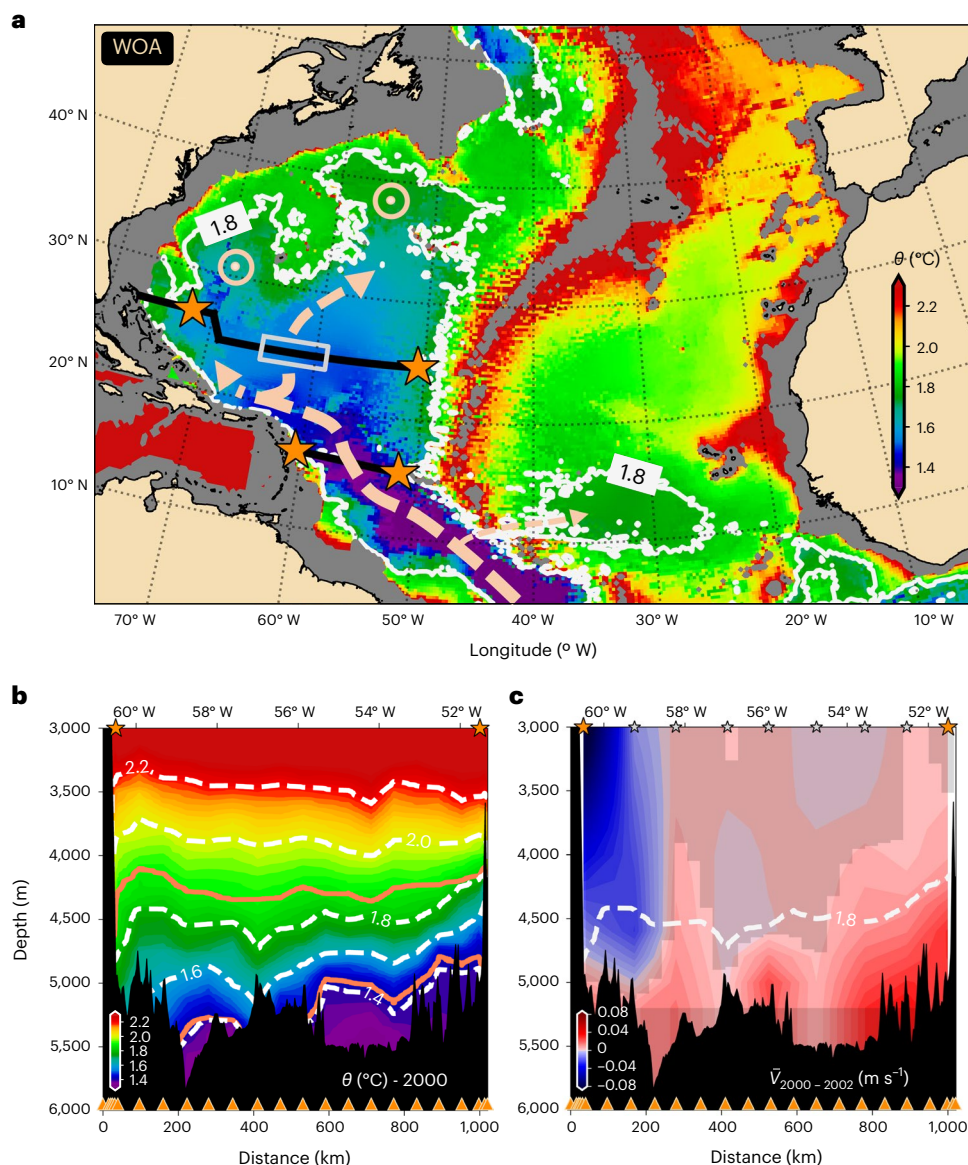 a
WOA
40° N
30° N
20° N
10° N
1.8
1.8
θ (°C)
2.2
2.0
1.8
1.6
1.4
70° W
60° W
50° W
40° W
30° W
20° W
10° W
Longitude (° W)
b
60° W
58° W
56° W
54° W
52° W
3,000
3,500
4,000
4,500
5,000
5,500
6,000
Depth (m)
2.2
2.0
1.8
1.6
1.4
2.2
2.0
1.8
1.6
1.4
θ (°C) - 2000
0
200
400
600
800
1,000
Distance (km)
c
60° W
58° W
56° W
54° W
52° W
3,000
3,500
4,000
4,500
5,000
5,500
6,000
1.8
0.08
0.04
0
−0.04
−0.08
V̄2000 – 2002 (m s−1)
0
200
400
600
800
1,000
Distance (km)